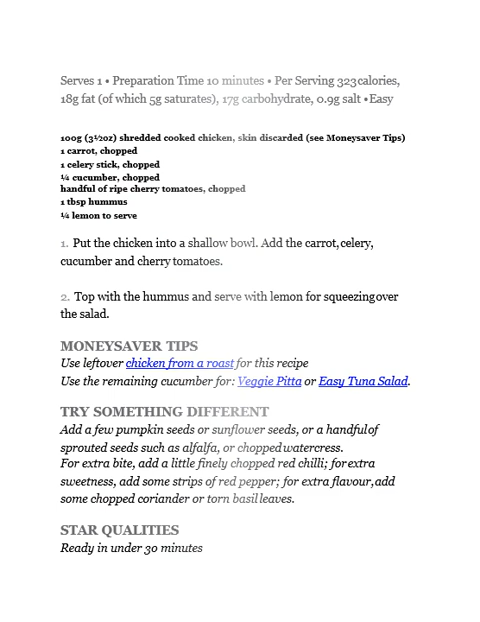 Serves 1 • Preparation Time 10 minutes • Per Serving 323calories,
18g fat (of which 5g saturates), 17g carbohydrate, 0.9g salt •Easy
100g (3½oz) shredded cooked chicken, skin discarded (see Moneysaver Tips)
1 carrot, chopped
1 celery stick, chopped
¼ cucumber, chopped
handful of ripe cherry tomatoes, chopped
1 tbsp hummus
¼ lemon to serve
1. Put the chicken into a shallow bowl. Add the carrot,celery,
cucumber and cherry tomatoes.
2. Top with the hummus and serve with lemon for squeezingover
the salad.
MONEYSAVER TIPS
Use leftover chicken from a roast for this recipe
Use the remaining cucumber for: Veggie Pitta or Easy Tuna Salad.
TRY SOMETHING DIFFERENT
Add a few pumpkin seeds or sunflower seeds, or a handfulof
sprouted seeds such as alfalfa, or choppedwatercress.
For extra bite, add a little finely chopped red chilli; forextra
sweetness, add some strips of red pepper; for extra flavour,add
some chopped coriander or torn basilleaves.
STAR QUALITIES
Ready in under 30 minutes